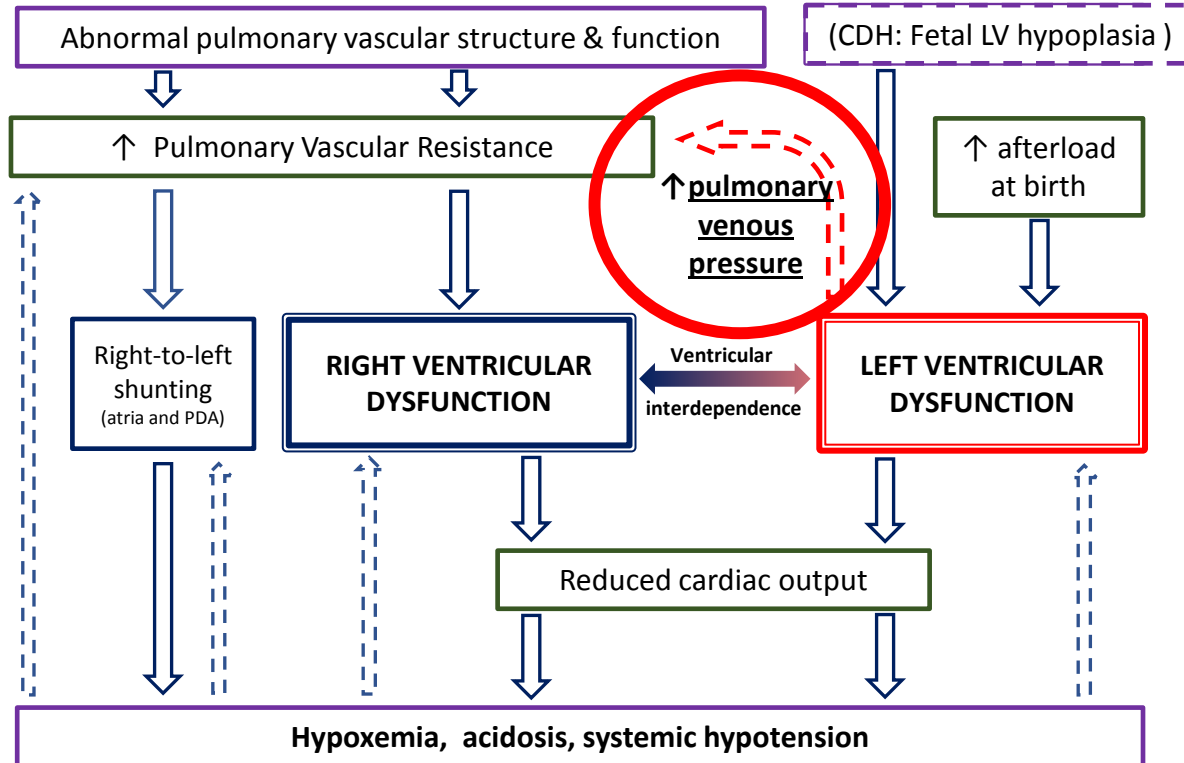 Abnormal pulmonary vascular structure & function
(CDH: Fetal LV hypoplasia )
↑ Pulmonary Vascular Resistance
↑ afterload
at birth
↑pulmonary
venous
pressure
Right-to-left
shunting
(atria and PDA)
RIGHT VENTRICULAR
DYSFUNCTION
Ventricular
interdependence
LEFT VENTRICULAR
DYSFUNCTION
Reduced cardiac output
Hypoxemia, acidosis, systemic hypotension